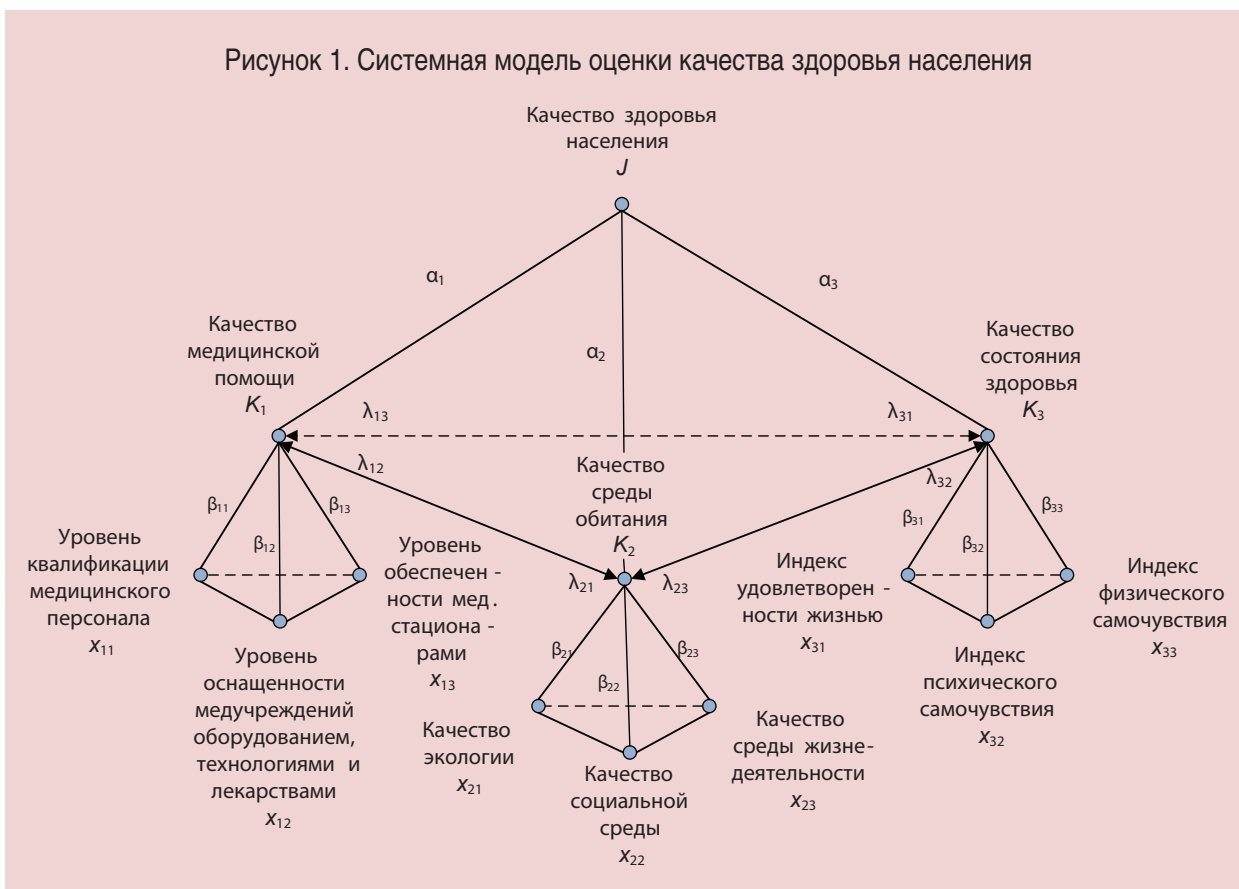 Рисунок 1. Системная модель оценки качества здоровья населения
Качество здоровья
населения
J
α1
α3
α2
Качество
медицинской
помощи
K1
Качество
состояния
здоровья
K3
λ13
λ31
λ12
λ32
Качество
среды
обитания
K2
λ21
λ23
β11
β12
β13
β31
β32
β33
Уровень
квалификации
медицинского
персонала
x11
Уровень
оснащенности
медучреждений
оборудованием,
технологиями и
лекарствами
x12
Уровень
обеспечен -
ности мед.
стациона -
рами
x13
β21
β22
β23
Качество
экологии
x21
Качество
социальной
среды
x22
Качество
среды жизне-
деятельности
x23
Индекс
удовлетворен -
ности жизнью
x31
Индекс
психического
самочувствия
x32
Индекс
физического
самочувствия
x33